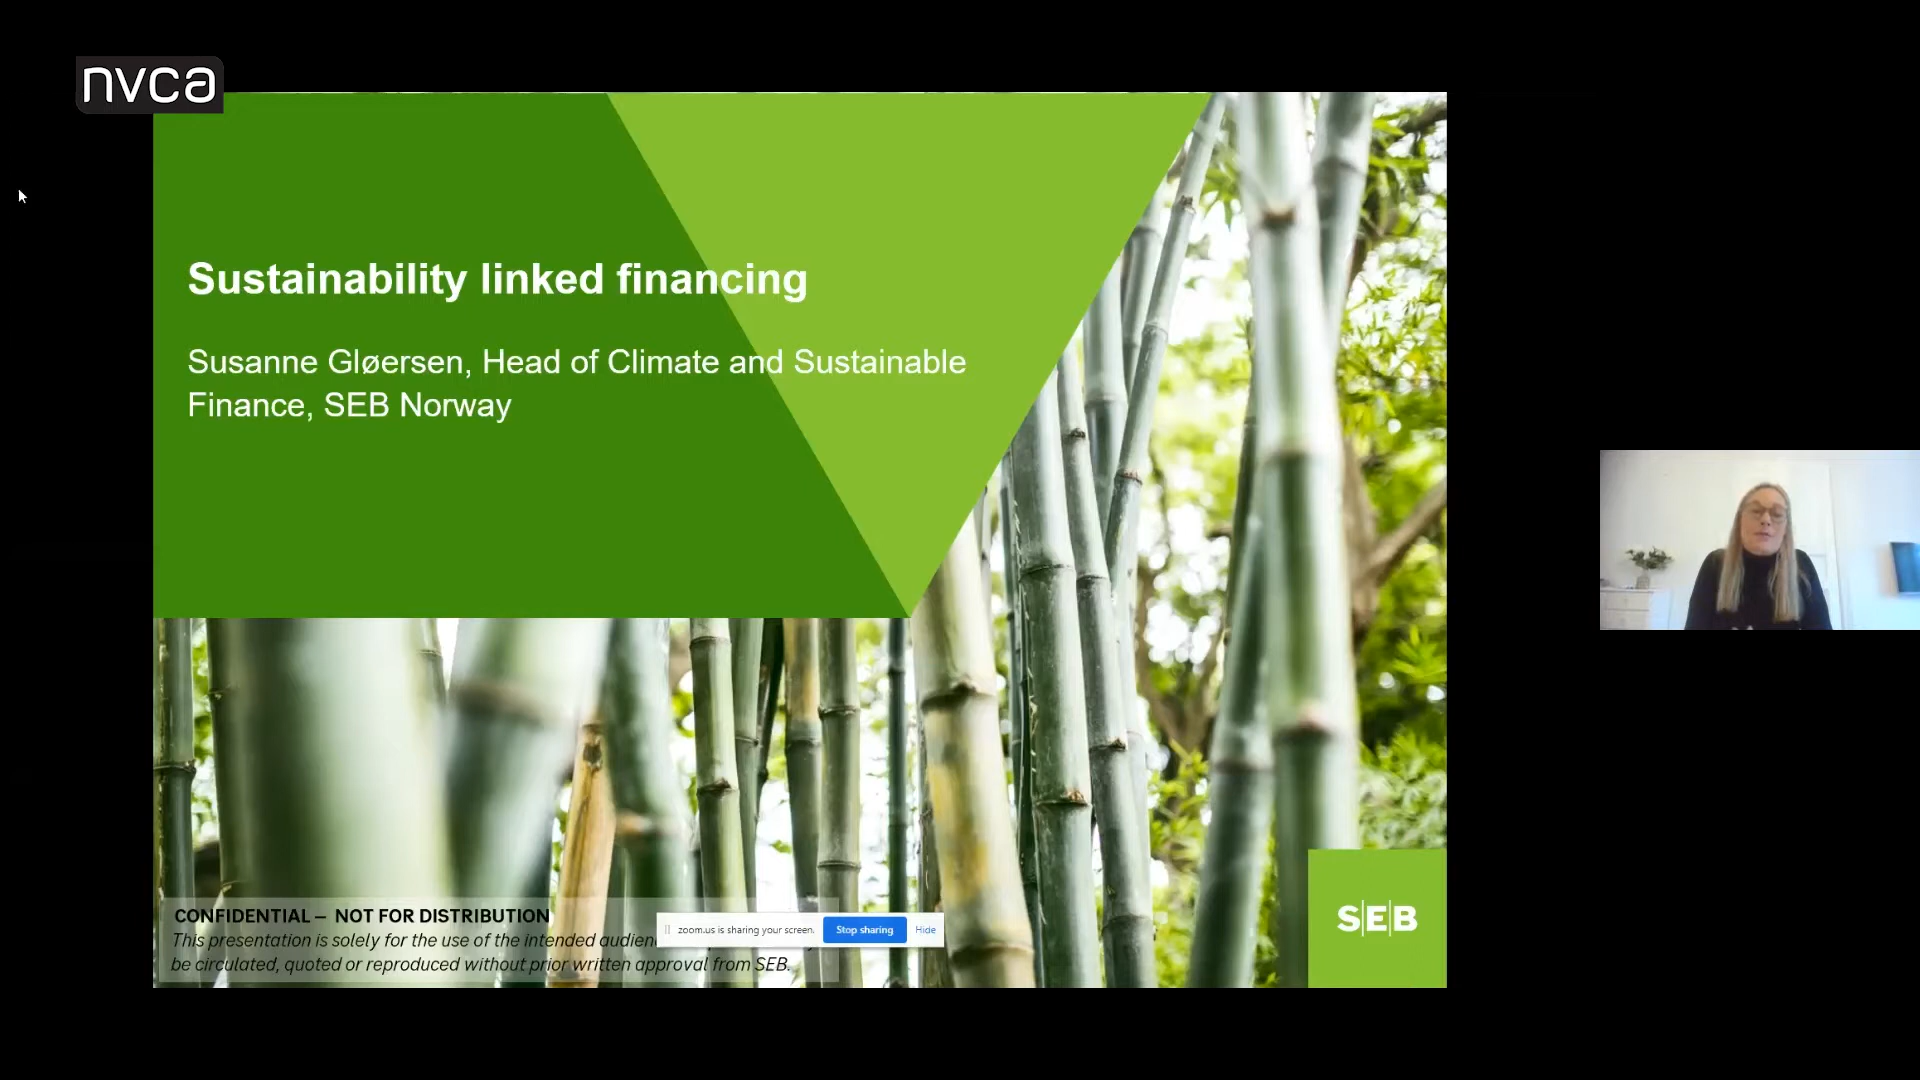 nvca
Sustainability linked financing
Susanne Gløersen, Head of Climate and Sustainable
Finance, SEB Norway
CONFIDENTIAL – NOT FOR DISTRIBUTION
This presentation is solely for the use of the intended
be circulated, quoted or reproduced without prior written approval from SEB.
zoom.us is sharing your screen.
Stop sharing
Hide
SEB